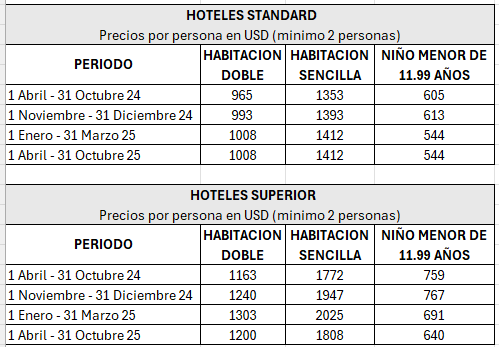 HOTELES STANDARD
Precios por persona en USD (minimo 2 personas)
PERIODO HABITACION DOBLE HABITACION SENCILLA NIÑO MENOR DE 11.99 AÑOS
1 Abril - 31 Octubre 24 965 1353 605
1 Noviembre - 31 Diciembre 24 993 1393 613
1 Enero - 31 Marzo 25 1008 1412 544
1 Abril - 31 Octubre 25 1008 1412 544
HOTELES SUPERIOR
Precios por persona en USD (minimo 2 personas)
PERIODO HABITACION DOBLE HABITACION SENCILLA NIÑO MENOR DE 11.99 AÑOS
1 Abril - 31 Octubre 24 1163 1772 759
1 Noviembre - 31 Diciembre 24 1240 1947 767
1 Enero - 31 Marzo 25 1303 2025 691
1 Abril - 31 Octubre 25 1200 1808 640